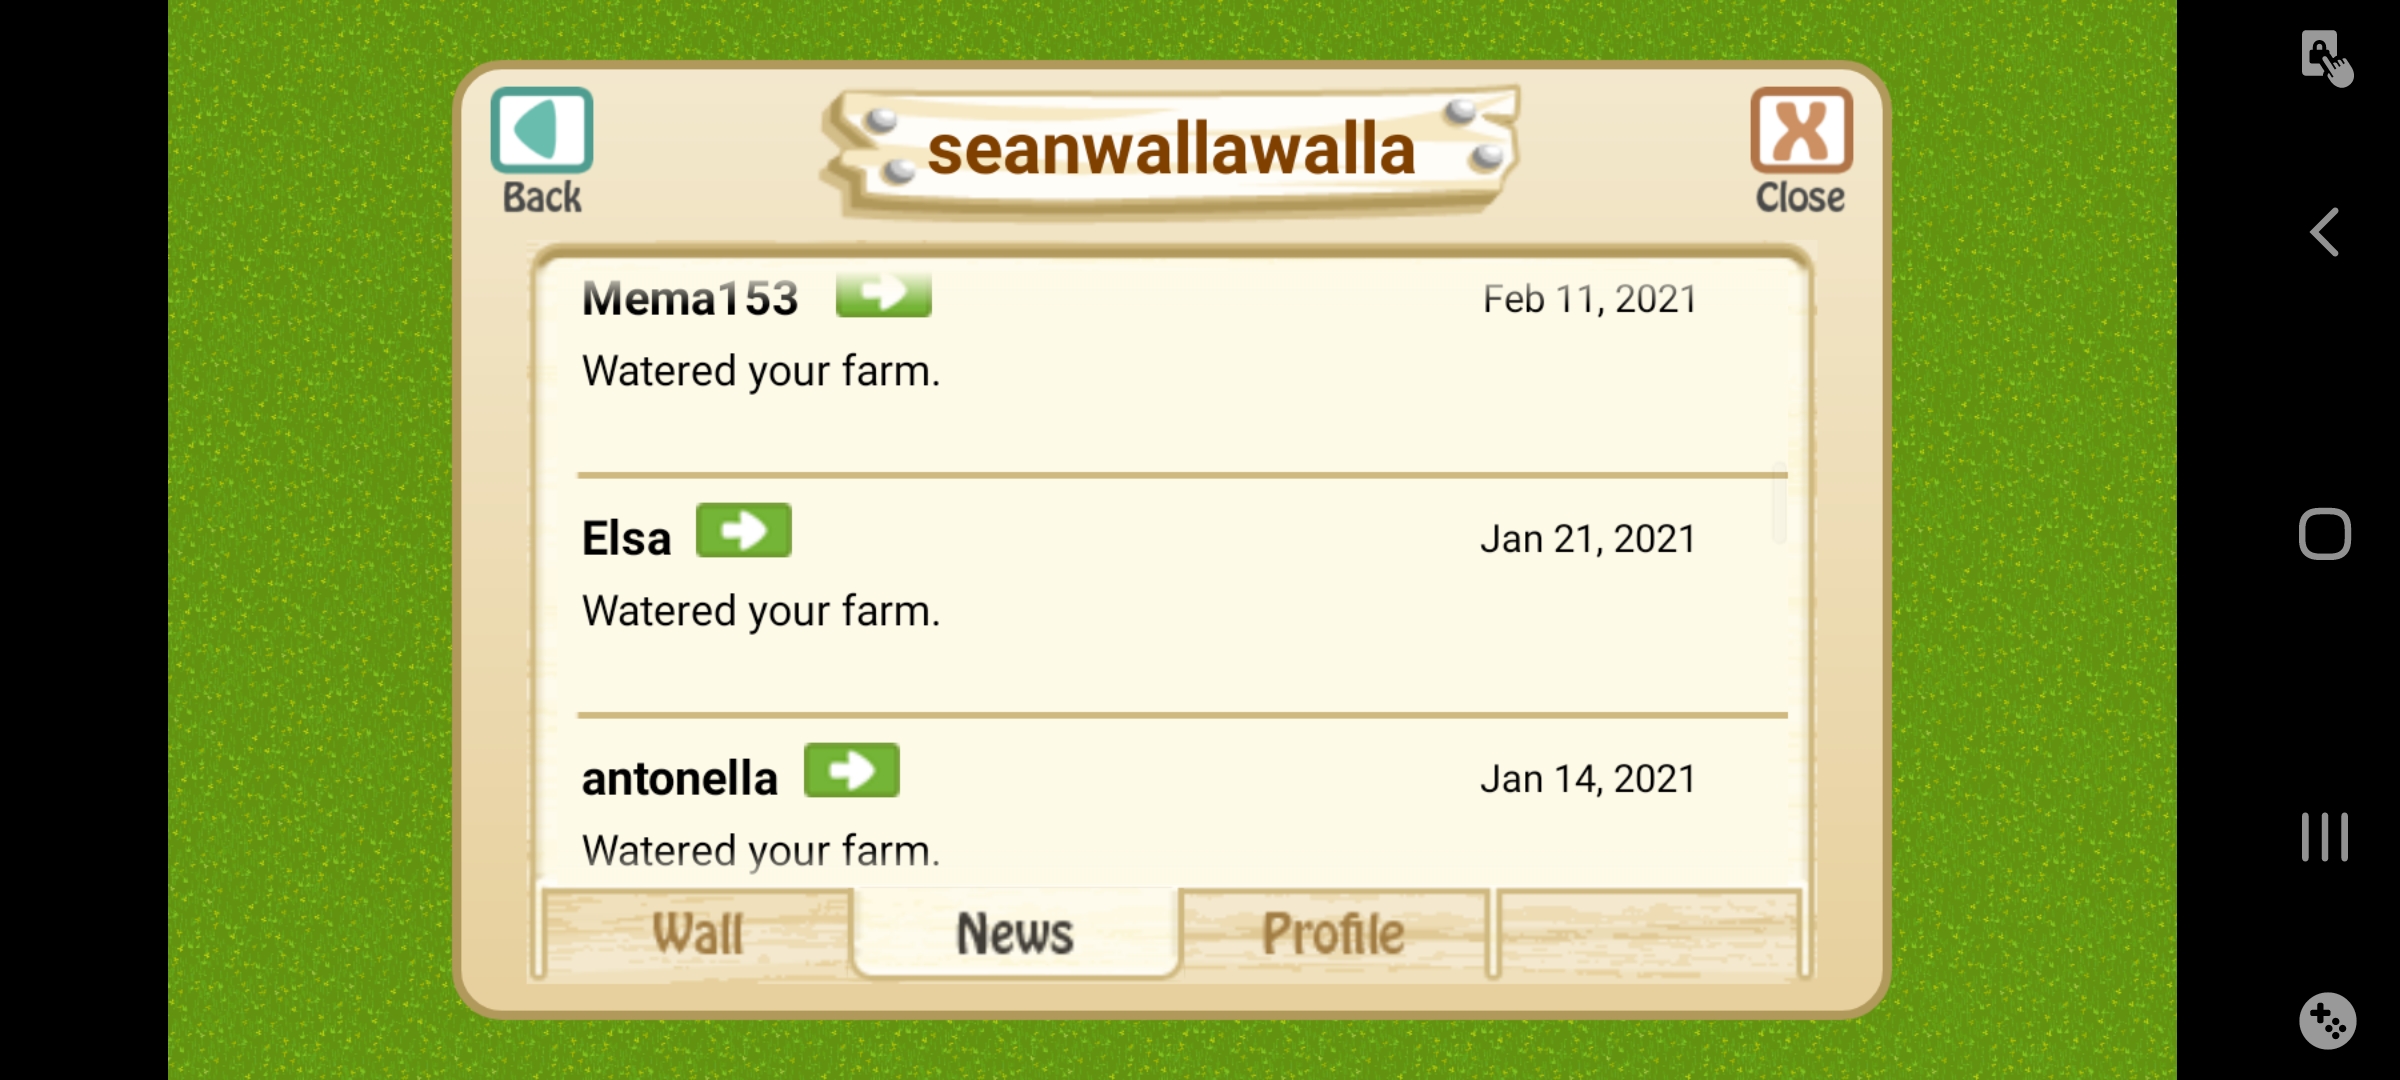 Back
seanwallawalla
Close
Mema153
Feb 11, 2021
Watered your farm.
Elsa
Jan 21, 2021
Watered your farm.
antonella
Jan 14, 2021
Watered your farm.
Wall
News
Profile